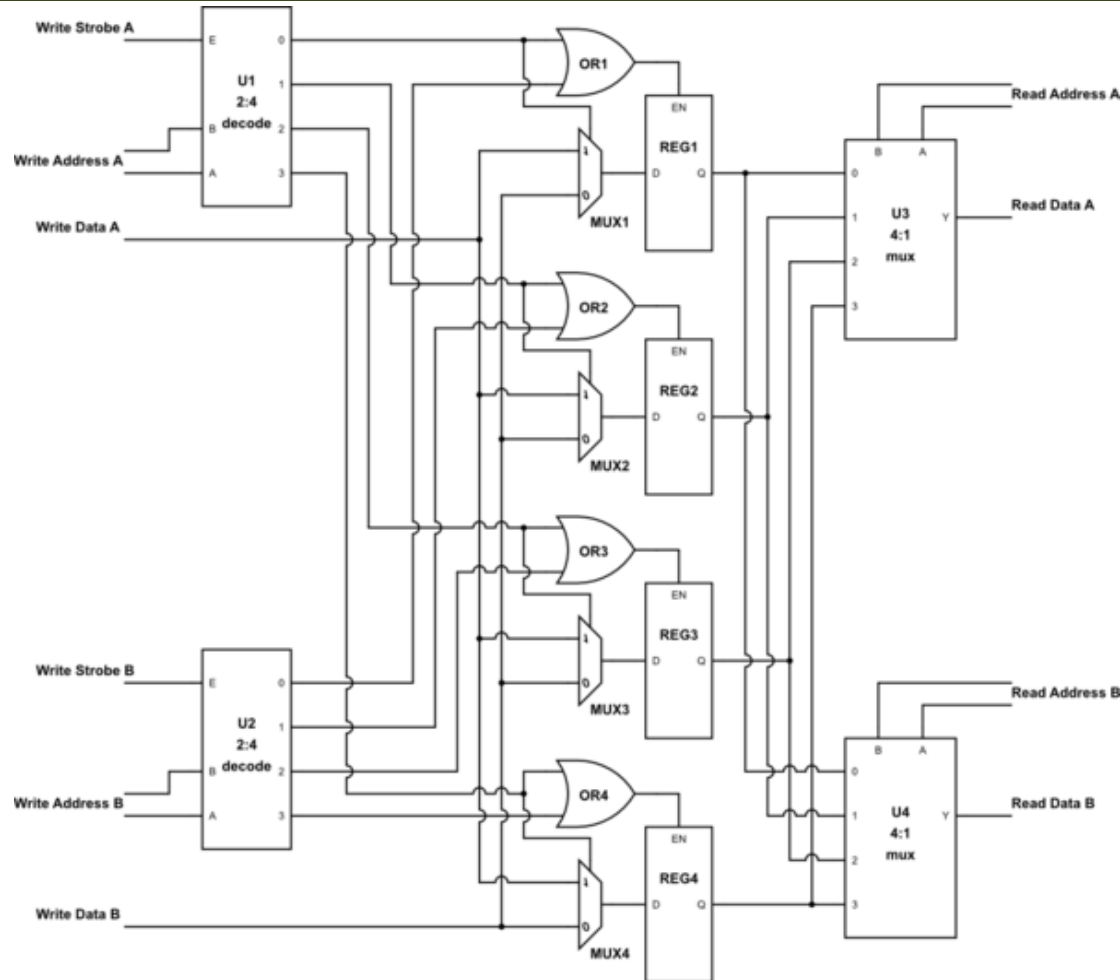 Write Strobe A
E
0
U1
2:4
decode
1
B
2
Write Address A
A
3
Write Data A
OR1
EN
REG1
1
D
Q
0
MUX1
Read Address A
B
A
0
1
U3
4:1
mux
Y
Read Data A
2
3
OR2
EN
REG2
1
D
Q
0
MUX2
OR3
EN
REG3
1
D
Q
0
MUX3
Write Strobe B
E
0
U2
2:4
decode
1
B
2
Write Address B
A
3
Write Data B
OR4
EN
REG4
1
D
Q
0
MUX4
Read Address B
B
A
0
1
U4
4:1
mux
Y
Read Data B
2
3